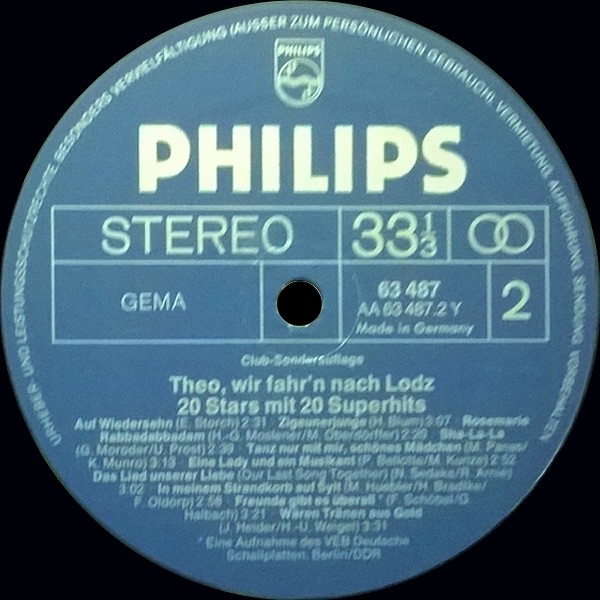 URHEBER- UND LEISTUNGSSCHUTZRECHTE, BESONDERS VERVIELFÄLTIGUNG (AUSSER ZUM PERSÖNLICHEN GEBRAUCH), VERMIETUNG, AUFFÜHRUNG, SENDUNG VORBEHALTEN
PHILIPS
PHILIPS
STEREO 33 1/3
GEMA
63 487
AA 63 487.2 Y
Made in Germany
2
Club-Sonderauflage
Theo, wir fahr'n nach Lodz
20 Stars mit 20 Superhits
Auf Wiedersehn (E. Storch) 2:31 Zigeunerjunge (H. Blum) 3:07 Rosemarie
Rabbadabbadam (H.-G. Moslener/M. Oberdörffer) 2:20 Sha-La-La
(G. Moroder/U. Prost) 2:30 Tanz nur mit mir, schönes Mädchen (M. Panas/
K. Munro) 3:13 Eine Lady und ein Musikant (P. Bellotte/M. Kunze) 2:52
Das Lied unserer Liebe (Our Last Song Together) (N. Sedaka/R. Arnie)
3:02 In meinem Strandkorb auf Sylt (M. Huebler/H. Bradtke/
F. Oldörp) 2:58 Freunde gibt es überall * (F. Schöbel/G.
Halbach) 3:21 Wären Tränen aus Gold
(J. Heider/H.-U. Weigel) 3:31
* Eine Aufnahme des VEB Deutsche
Schallplatten, Berlin/DDR